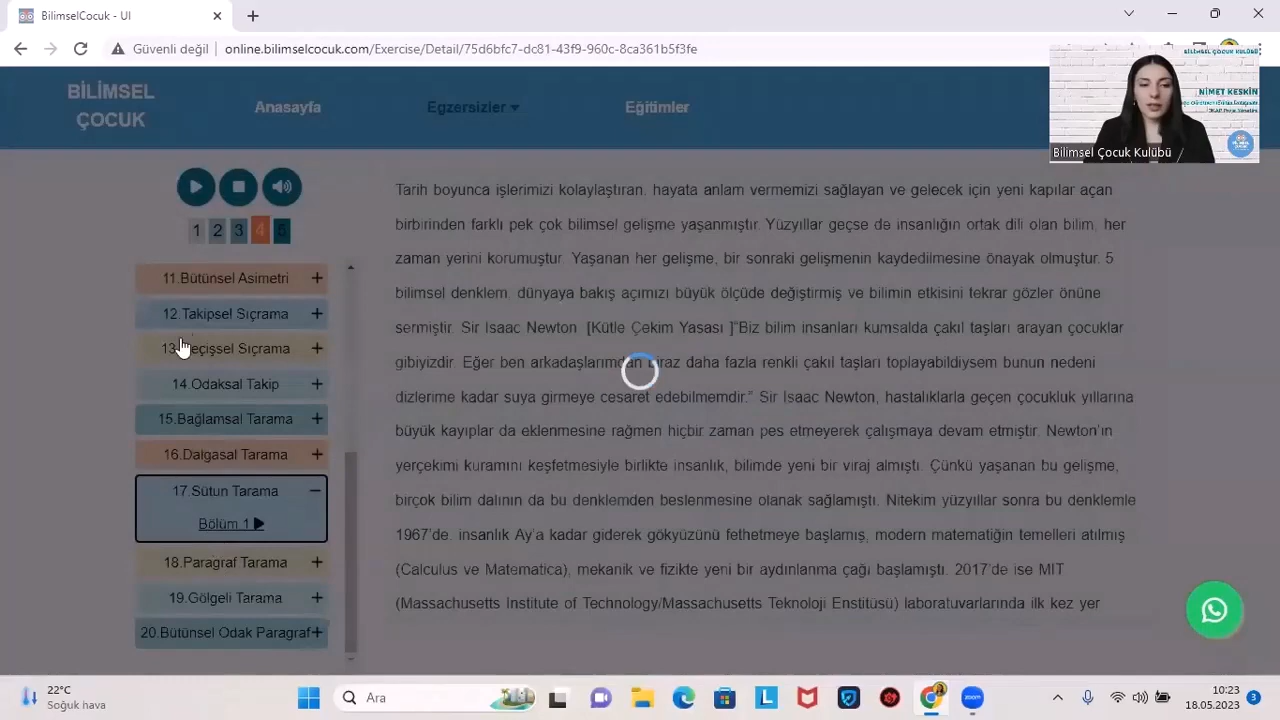 BilimselCocuk - UI
Güvenli değil
online.bilimselcocuk.com/Exercise/Detail/75d6bfc7-dc81-43f9-960c-8ca361b5f3fe
BİLİMSEL
ÇOCUK
Anasayfa
Egzersizler
Eğitimler
BİLİMSEL ÇOCUK KULÜBÜ
NİMET KESKİN
Bilimsel Çocuk Kulübü
1 2 3 4 5
11.Bütünsel Asimetri
12.Takipsel Sıçrama
13.Geçişsel Sıçrama
14.Odaksal Takip
15.Bağlamsal Tarama
16.Dalgasal Tarama
17.Sütun Tarama
Bölüm 1
18.Paragraf Tarama
19.Gölgeli Tarama
20.Bütünsel Odak Paragraf
Tarih boyunca işlerimizi kolaylaştıran, hayata anlam vermemizi sağlayan ve gelecek için yeni kapılar açan
birbirinden farklı pek çok bilimsel gelişme yaşanmıştır. Yüzyıllar geçse de insanlığın ortak dili olan bilim, her
zaman yerini korumuştur. Yaşanan her gelişme, bir sonraki gelişmenin kaydedilmesine önayak olmuştur. 5
bilimsel denklem, dünyaya bakış açımızı büyük ölçüde değiştirmiş ve bilimin etkisini tekrar gözler önüne
sermiştir. Sir Isaac Newton [Kütle Çekim Yasası ]"Biz bilim insanları kumsalda çakıl taşları arayan çocuklar
gibiyizdir. Eğer ben arkadaşlarımdan biraz daha fazla renkli çakıl taşları toplayabildiysem bunun nedeni
dizlerime kadar suya girmeye cesaret edebilmemdir." Sir Isaac Newton, hastalıklarla geçen çocukluk yıllarına
büyük kayıplar da eklenmesine rağmen hiçbir zaman pes etmeyerek çalışmaya devam etmiştir. Newton'ın
yerçekimi kuramını keşfetmesiyle birlikte insanlık, bilimde yeni bir viraj almıştı. Çünkü yaşanan bu gelişme,
birçok bilim dalının da bu denklemden beslenmesine olanak sağlamıştı. Nitekim yüzyıllar sonra bu denklemle
1967'de, insanlık Ay'a kadar giderek gökyüzünü fethetmeye başlamış, modern matematiğin temelleri atılmış
(Calculus ve Matematica), mekanik ve fizikte yeni bir aydınlanma çağı başlamıştı. 2017'de ise MIT
(Massachusetts Institute of Technology/Massachusetts Teknoloji Enstitüsü) laboratuvarlarında ilk kez yer
22°C
Soğuk hava
Ara
10:23
18.05.2023
3